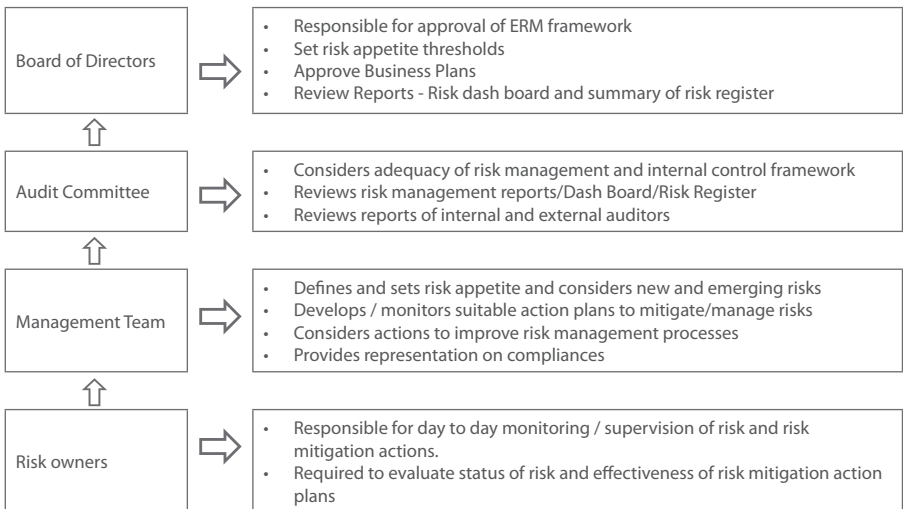 Board of Directors
• Responsible for approval of ERM framework
• Set risk appetite thresholds
• Approve Business Plans
• Review Reports - Risk dash board and summary of risk register
Audit Committee
• Considers adequacy of risk management and internal control framework
• Reviews risk management reports/Dash Board/Risk Register
• Reviews reports of internal and external auditors
Management Team
• Defines and sets risk appetite and considers new and emerging risks
• Develops / monitors suitable action plans to mitigate/manage risks
• Considers actions to improve risk management processes
• Provides representation on compliances
Risk owners
• Responsible for day to day monitoring / supervision of risk and risk
mitigation actions.
• Required to evaluate status of risk and effectiveness of risk mitigation action
plans